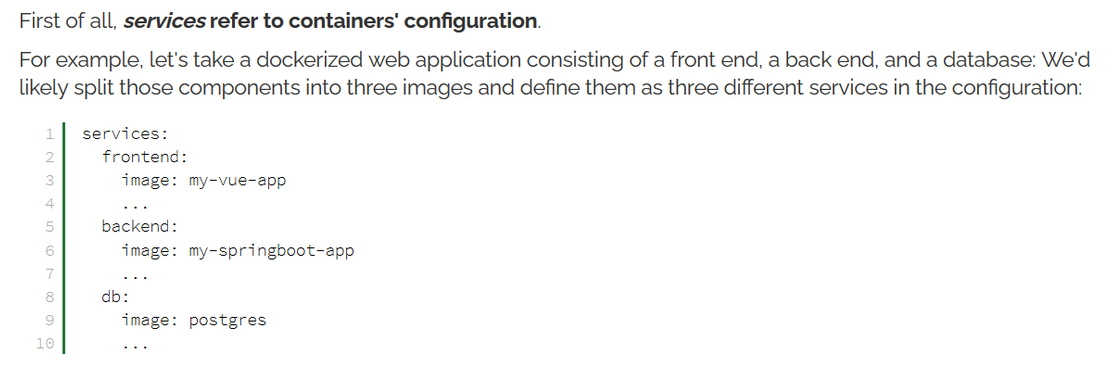 First of all, services refer to containers' configuration.
For example, let's take a dockerized web application consisting of a front end, a back end, and a database: We'd
likely split those components into three images and define them as three different services in the configuration:
1 services:
2   frontend:
3     image: my-vue-app
4     ...
5   backend:
6     image: my-springboot-app
7     ...
8   db:
9     image: postgres
10     ...